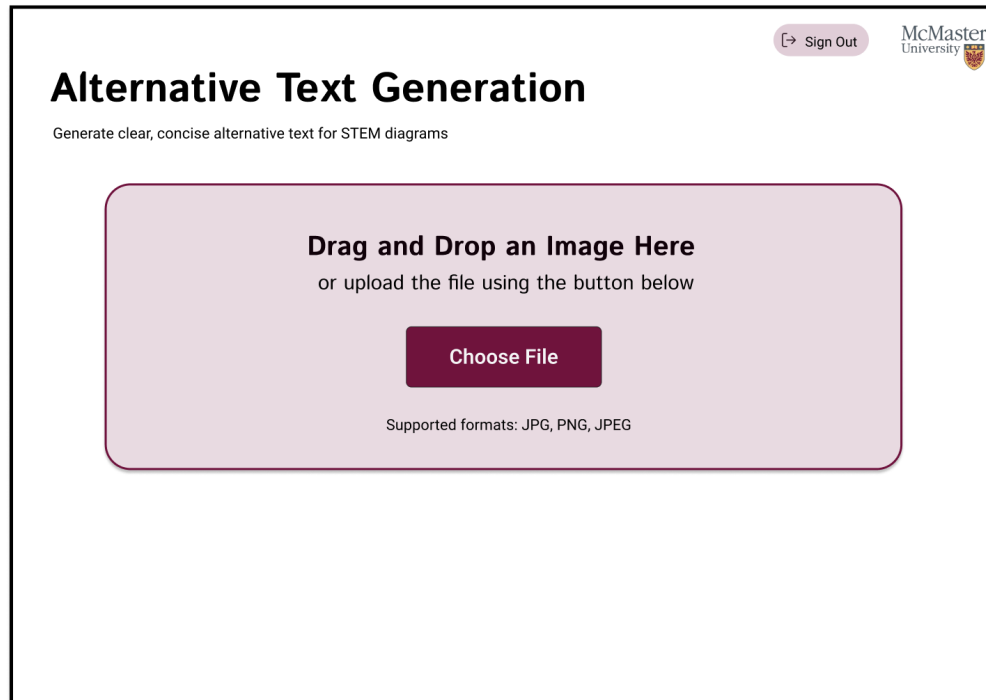 Sign Out
McMaster
University
Alternative Text Generation
Generate clear, concise alternative text for STEM diagrams
Drag and Drop an Image Here
or upload the file using the button below
Choose File
Supported formats: JPG, PNG, JPEG